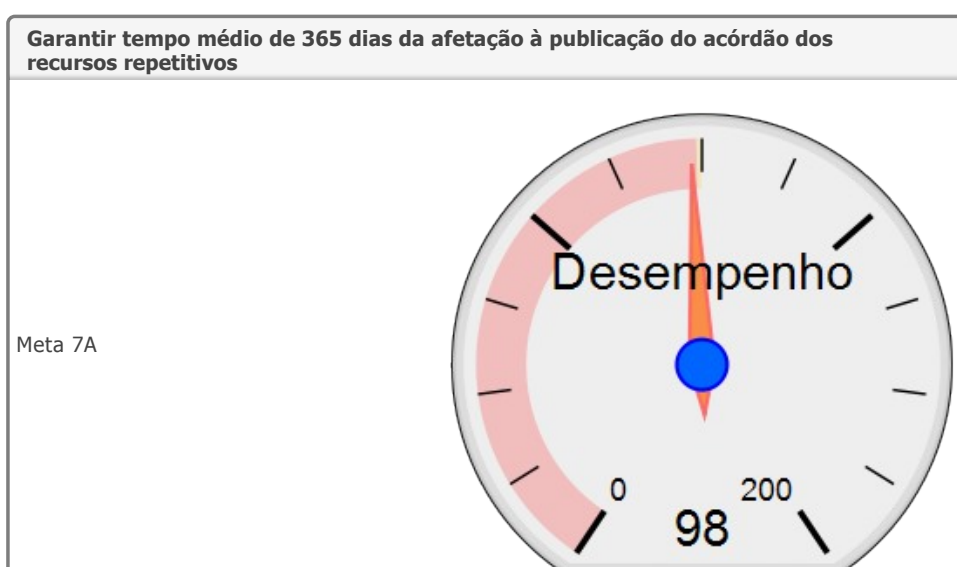 Garantir tempo médio de 365 dias da afetação à publicação do acórdão dos
recursos repetitivos
Meta 7A
Desempenho
0
200
98